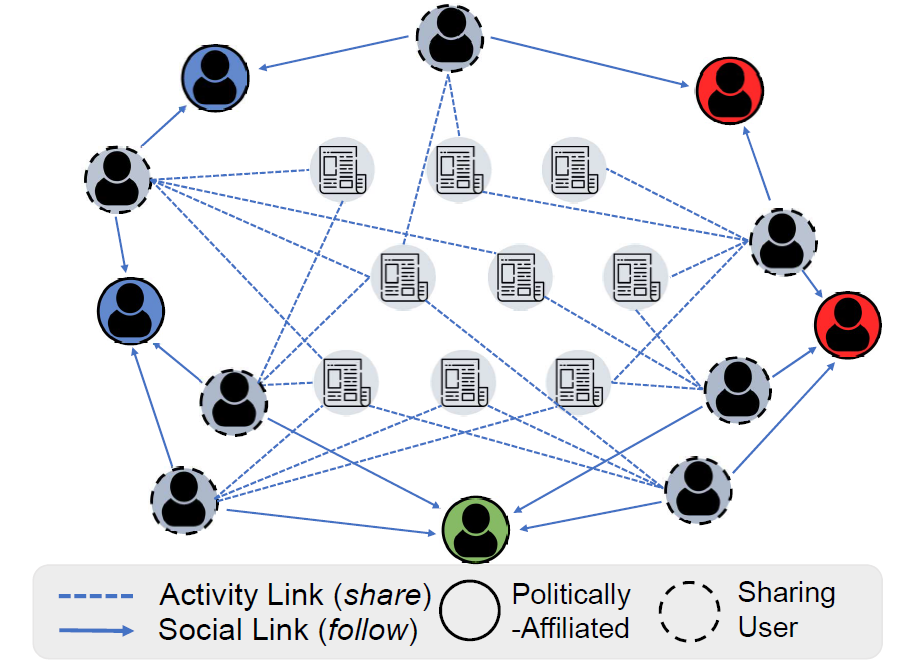 Activity Link (share)
Social Link (follow)
Politically
-Affiliated
Sharing
User